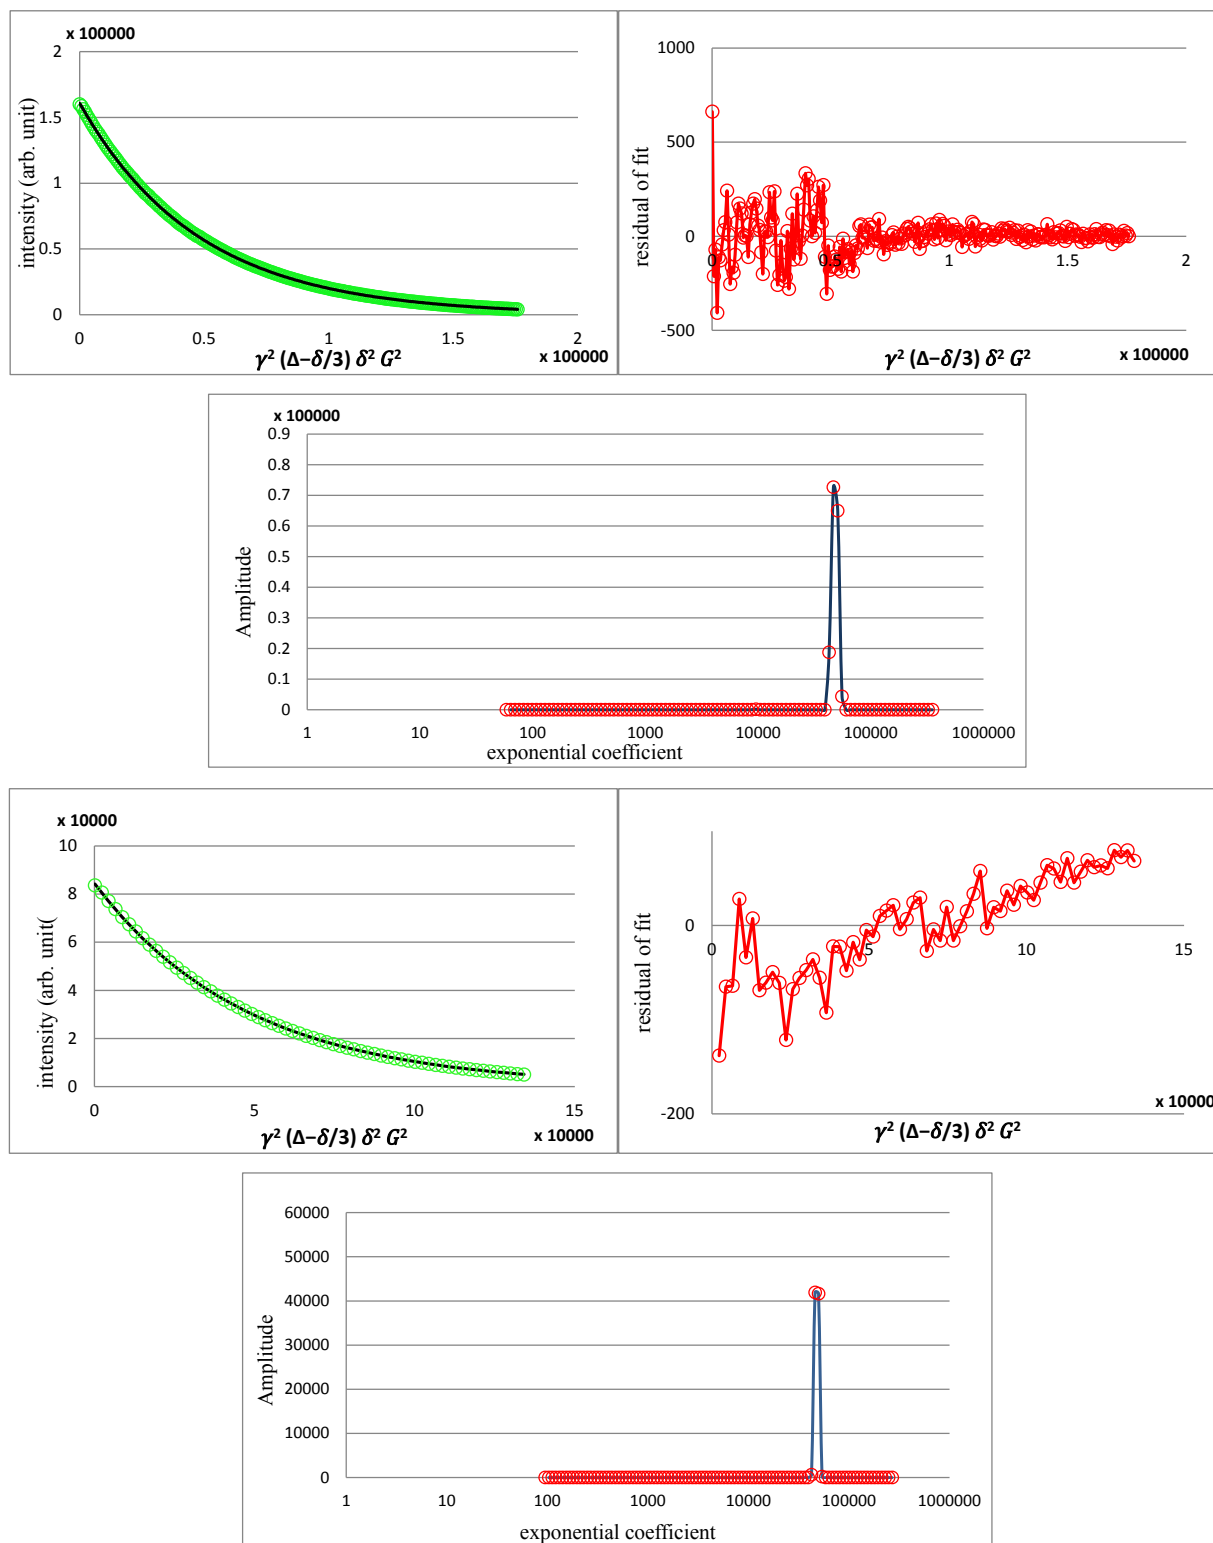 x 100000
2
1.5
1
0.5
0
intensity (arb. unit)
0 0.5 1 1.5 2
x 100000
γ² (Δ−δ/3) δ² G²
1000
500
0
-500
residual of fit
0 0.5 1 1.5 2
x 100000
γ² (Δ−δ/3) δ² G²
x 100000
0.9
0.8
0.7
0.6
0.5
0.4
0.3
0.2
0.1
0
Amplitude
1 10 100 1000 10000 100000 1000000
exponential coefficient
x 10000
10
8
6
4
2
0
intensity (arb. unit(
0 5 10 15
x 10000
γ² (Δ−δ/3) δ² G²
0
-200
residual of fit
0 5 10 15
x 10000
γ² (Δ−δ/3) δ² G²
60000
50000
40000
30000
20000
10000
0
Amplitude
1 10 100 1000 10000 100000 1000000
exponential coefficient